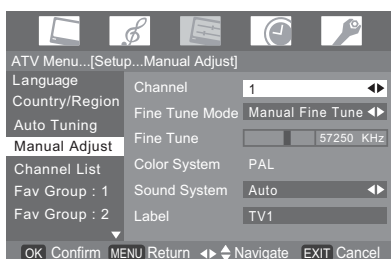 ATV Menu...[Setup...Manual Adjust]
Language
Country/Region
Auto Tuning
Manual Adjust
Channel List
Fav Group : 1
Fav Group : 2
Channel 1
Fine Tune Mode Manual Fine Tune
Fine Tune 57250 KHz
Color System PAL
Sound System Auto
Label TV1
OK Confirm MENU Return Navigate EXIT Cancel